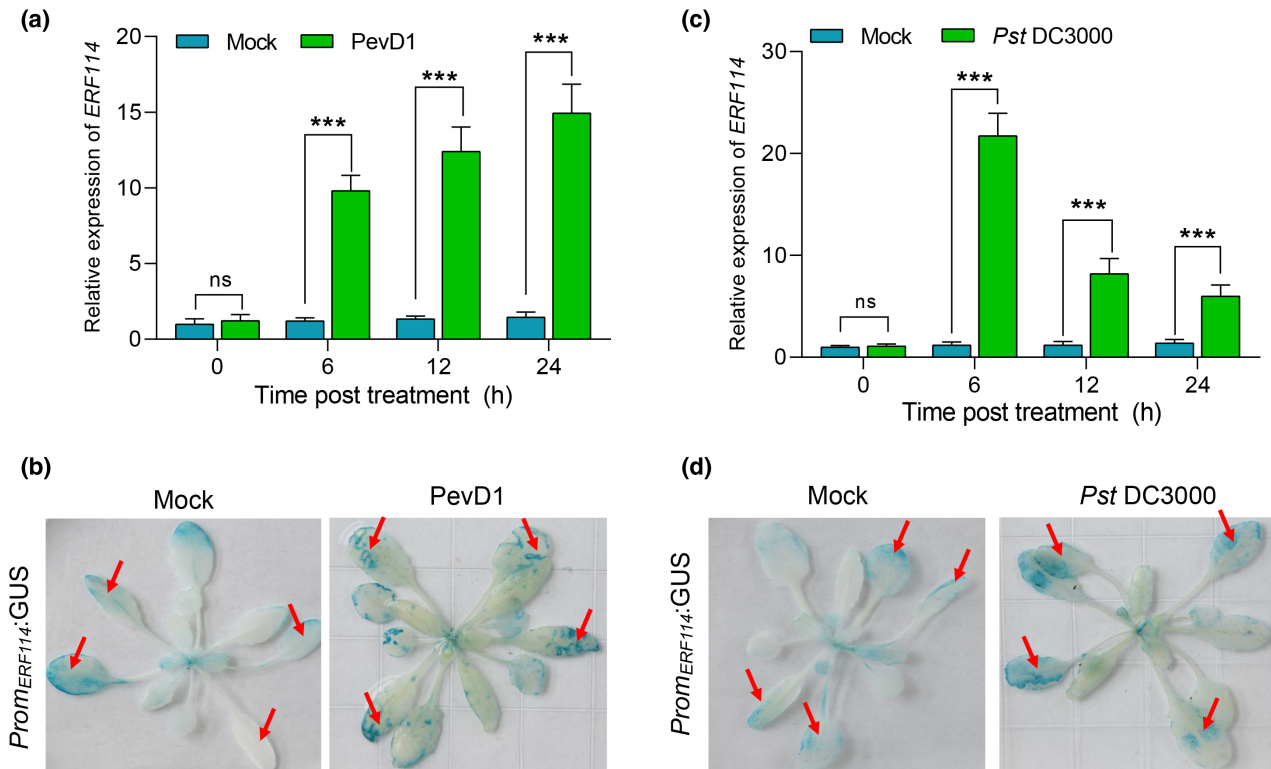 (a)
Mock PevD1
Relative expression of ERF114
20
15
10
5
0
ns
***
***
***
0 6 12 24
Time post treatment (h)
(c)
Mock Pst DC3000
Relative expression of ERF114
30
20
10
0
ns
***
***
***
0 6 12 24
Time post treatment (h)
(b)
Mock PevD1
PromERF114:GUS
(d)
Mock Pst DC3000
PromERF114:GUS